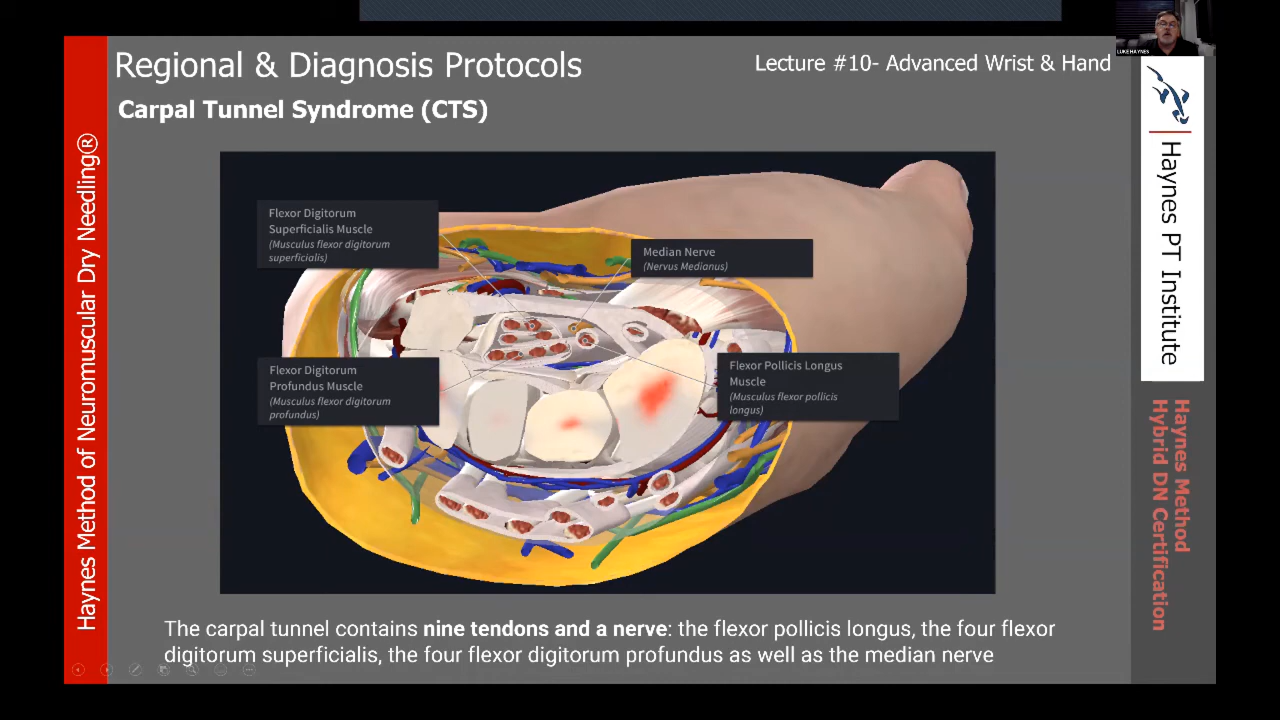 LUKE HAYNES
Regional & Diagnosis Protocols
Lecture #10- Advanced Wrist & Hand
Carpal Tunnel Syndrome (CTS)
Haynes Method of Neuromuscular Dry Needling®
Flexor Digitorum
Superficialis Muscle
(Musculus flexor digitorum
superficialis)
Median Nerve
(Nervus Medianus)
Flexor Digitorum
Profundus Muscle
(Musculus flexor digitorum
profundus)
Flexor Pollicis Longus
Muscle
(Musculus flexor pollicis
longus)
Haynes PT Institute
Haynes Method
Hybrid DN Certification
The carpal tunnel contains nine tendons and a nerve: the flexor pollicis longus, the four flexor
digitorum superficialis, the four flexor digitorum profundus as well as the median nerve